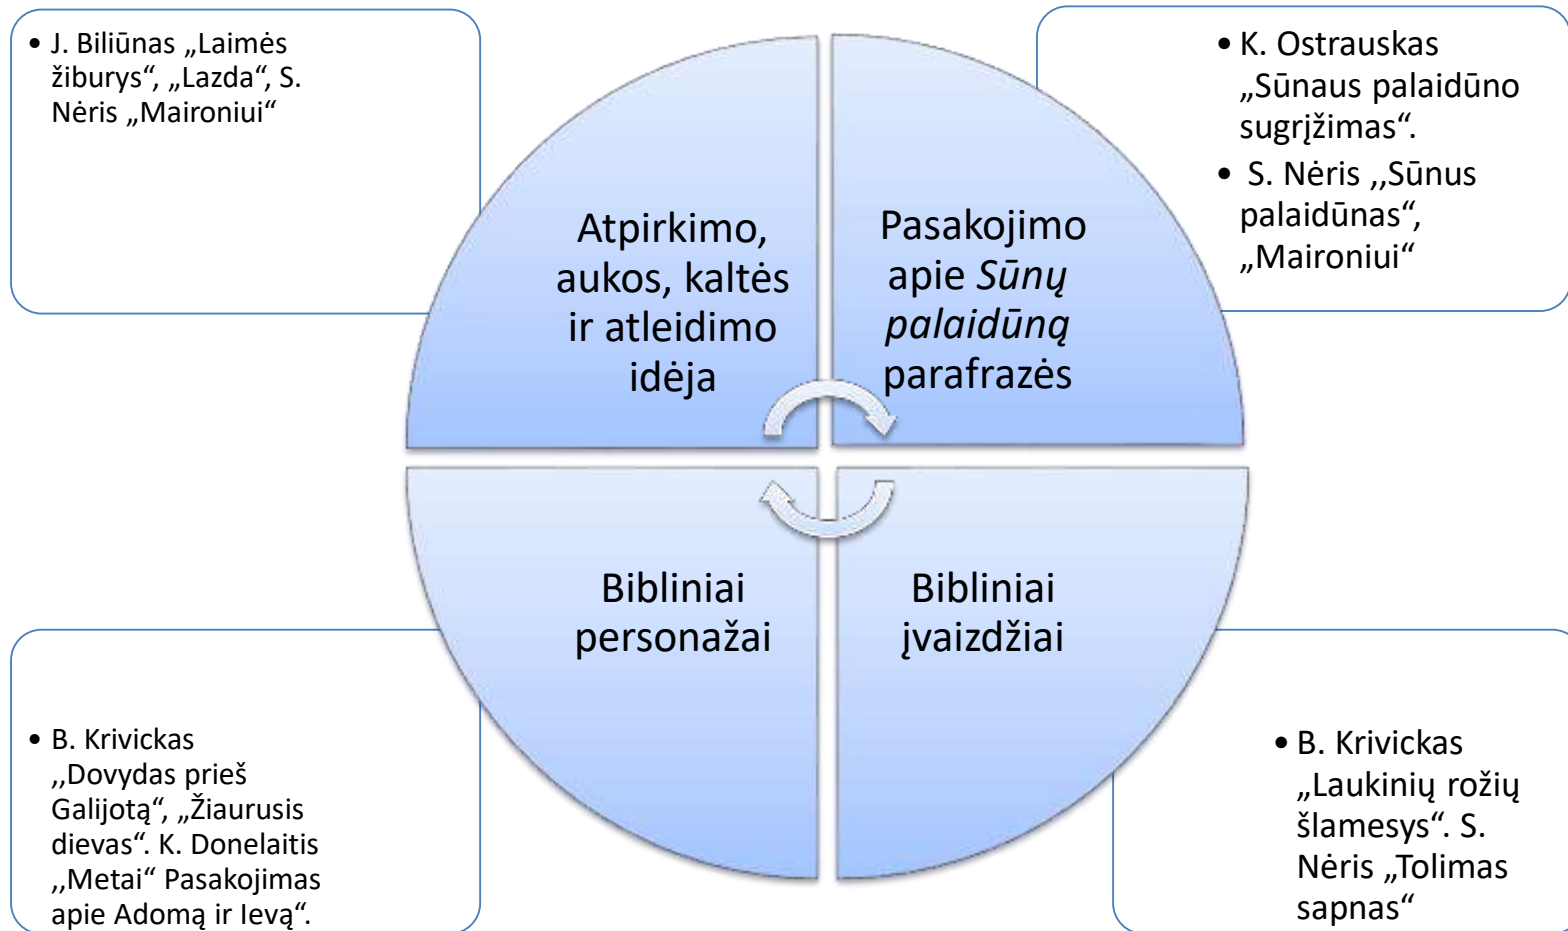 • J. Biliūnas „Laimės
žiburys“, „Lazda“, S.
Nėris „Maironiui“
• K. Ostrauskas
„Sūnaus palaidūno
sugrįžimas“.
• S. Nėris ,,Sūnus
palaidūnas“,
„Maironiui“
Atpirkimo,
aukos, kaltės
ir atleidimo
idėja
Pasakojimo
apie Sūnų
palaidūną
parafrazės
Bibliniai
personažai
Bibliniai
įvaizdžiai
• B. Krivickas
,,Dovydas prieš
Galijotą“, „Žiaurusis
dievas“. K. Donelaitis
,,Metai“ Pasakojimas
apie Adomą ir Ievą“.
• B. Krivickas
„Laukinių rožių
šlamesys“. S.
Nėris „Tolimas
sapnas“